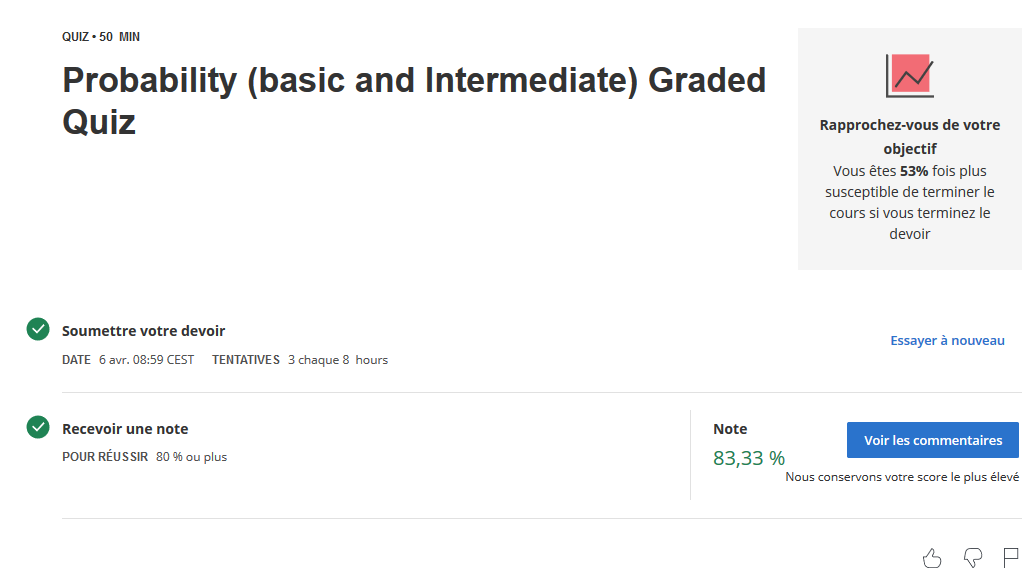 QUIZ • 50 MIN
Probability (basic and Intermediate) Graded
Quiz
Rapprochez-vous de votre
objectif
Vous êtes 53% fois plus
susceptible de terminer le
cours si vous terminez le
devoir
Soumettre votre devoir
DATE 6 avr. 08:59 CEST TENTATIVES 3 chaque 8 hours
Essayer à nouveau
Recevoir une note
POUR RÉUSSIR 80 % ou plus
Note
83,33 %
Voir les commentaires
Nous conservons votre score le plus élevé